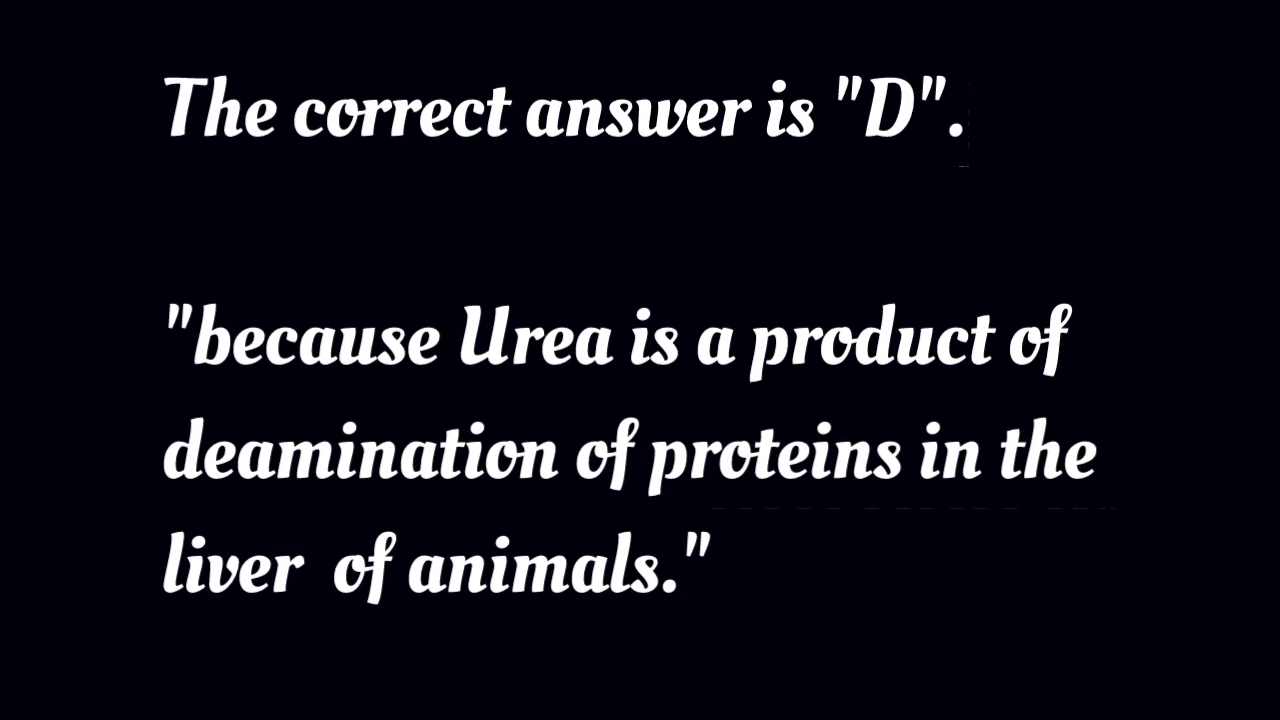 The correct answer is "D".
"because Urea is a product of
deamination of proteins in the
liver of animals."